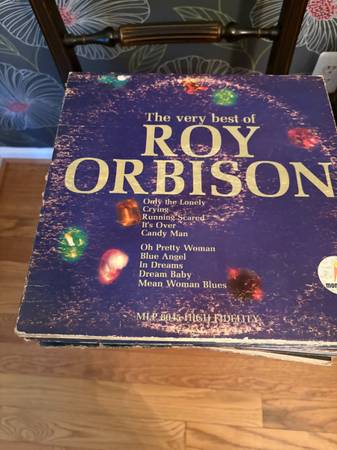 The very best of
ROY
ORBISON
Only the Lonely
Crying
Running Scared
It's Over
Candy Man
Oh Pretty Woman
Blue Angel
In Dreams
Dream Baby
Mean Woman Blues
MLP 8045 HIGH FIDELITY